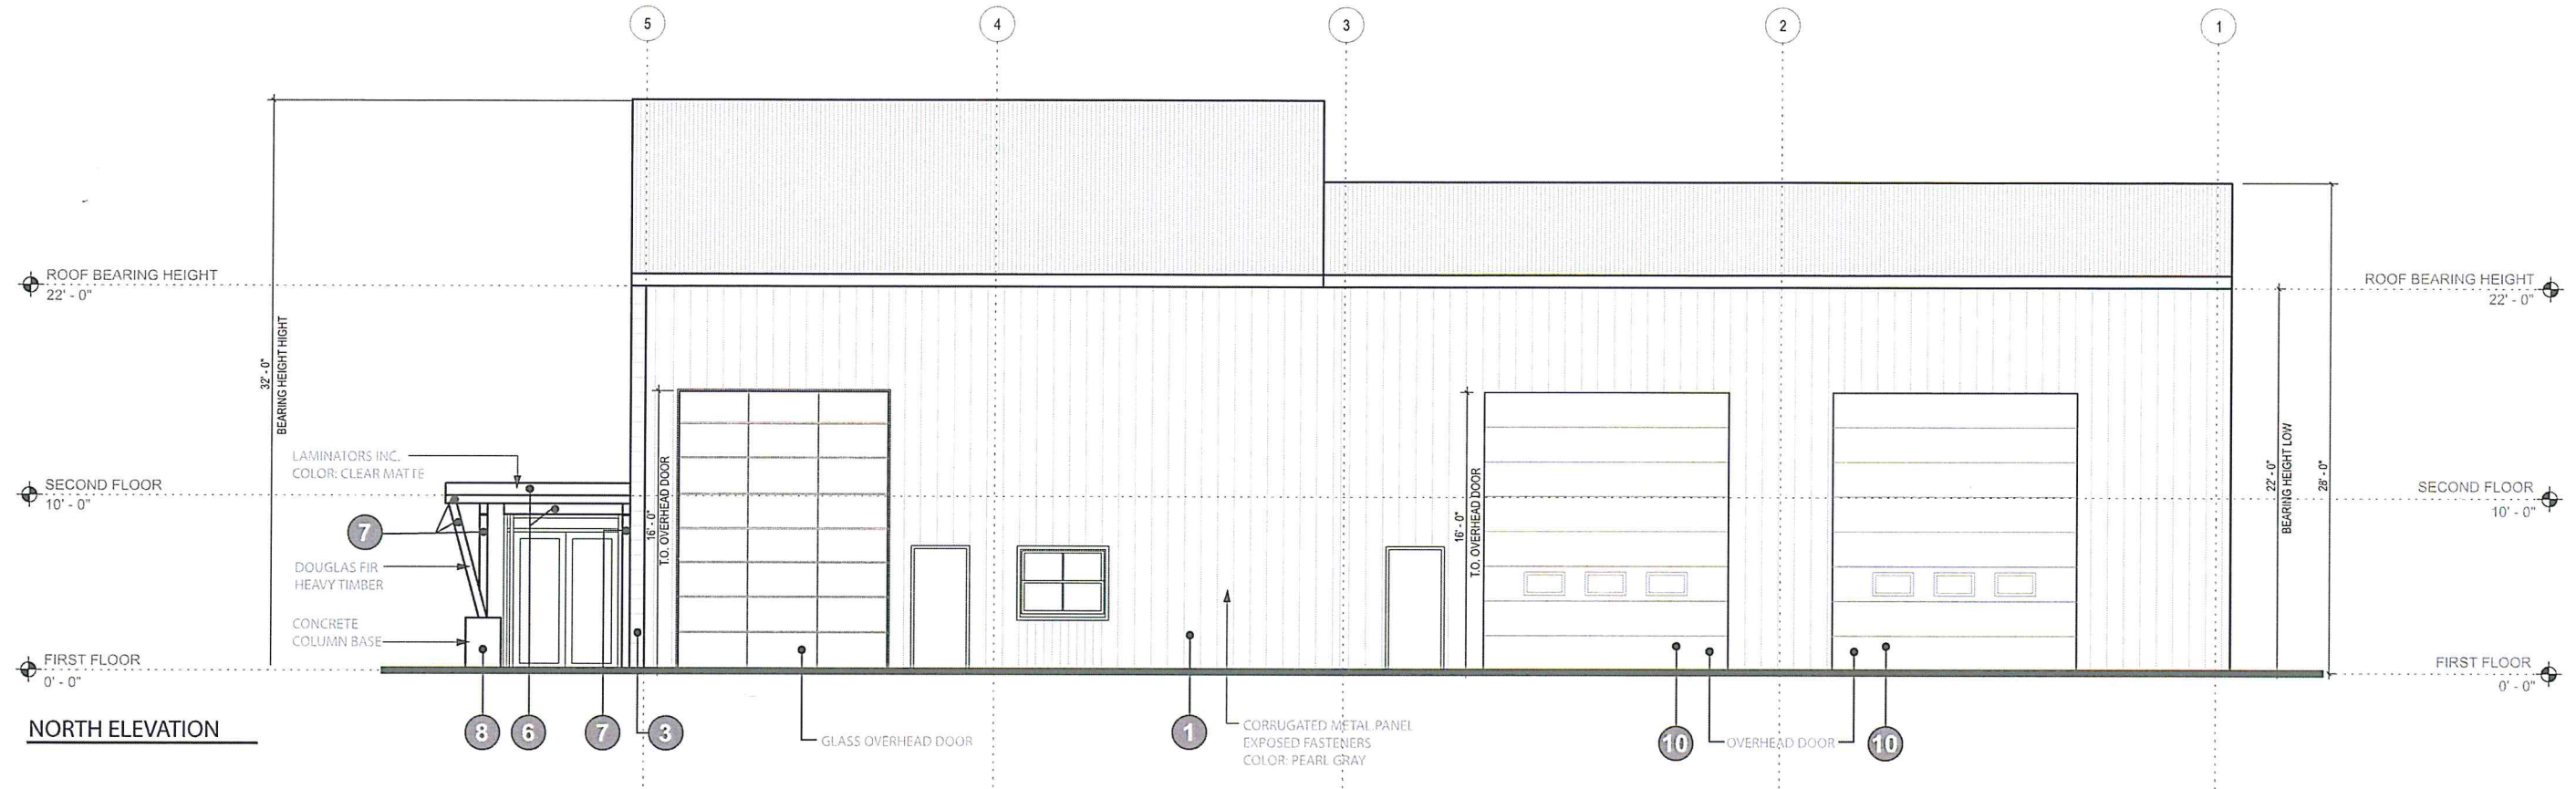 5
4
3
2
1
32' - 0"
BEARING HEIGHT HIGH
ROOF BEARING HEIGHT
22' - 0"
ROOF BEARING HEIGHT
22' - 0"
LAMINATORS INC.
COLOR: CLEAR MATTE
16' - 0"
T.O. OVERHEAD DOOR
16' - 0"
T.O. OVERHEAD DOOR
22' - 0"
BEARING HEIGHT LOW
28' - 0"
SECOND FLOOR
10' - 0"
SECOND FLOOR
10' - 0"
7
DOUGLAS FIR
HEAVY TIMBER
CONCRETE
COLUMN BASE
FIRST FLOOR
0' - 0"
FIRST FLOOR
0' - 0"
NORTH ELEVATION
8
6
7
3
GLASS OVERHEAD DOOR
1
CORRUGATED METAL PANEL
EXPOSED FASTENERS
COLOR: PEARL GRAY
10
OVERHEAD DOOR
10